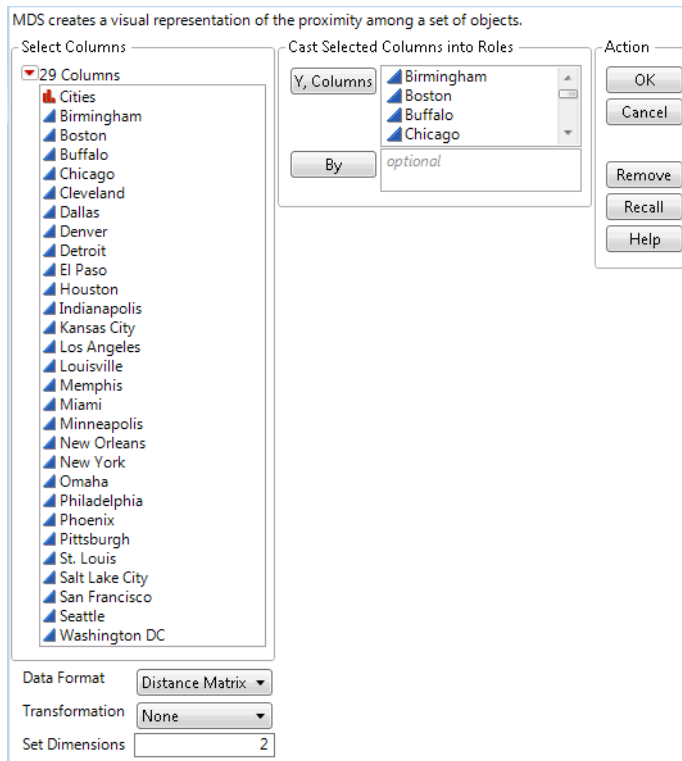 MDS creates a visual representation of the proximity among a set of objects.
Select Columns
29 Columns
Cities
Birmingham
Boston
Buffalo
Chicago
Cleveland
Dallas
Denver
Detroit
El Paso
Houston
Indianapolis
Kansas City
Los Angeles
Louisville
Memphis
Miami
Minneapolis
New Orleans
New York
Omaha
Philadelphia
Phoenix
Pittsburgh
St. Louis
Salt Lake City
San Francisco
Seattle
Washington DC
Data Format Distance Matrix
Transformation None
Set Dimensions 2
Cast Selected Columns into Roles
Y, Columns
Birmingham
Boston
Buffalo
Chicago
By optional
Action
OK
Cancel
Remove
Recall
Help